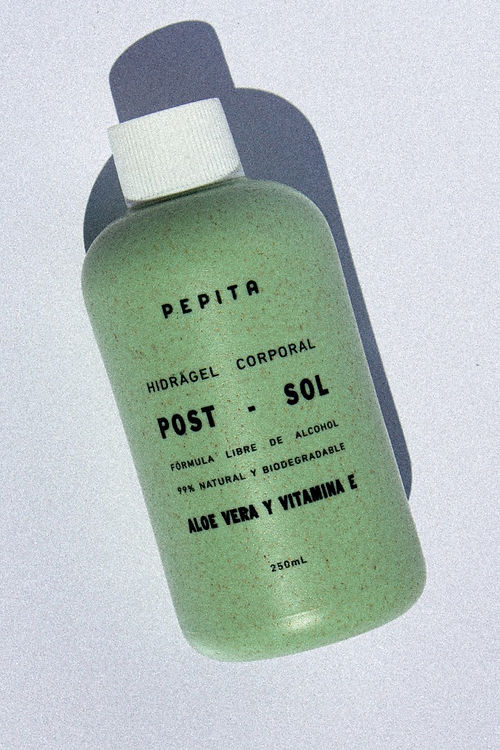 PEPITA
HIDRAGEL CORPORAL
POST - SOL
FÓRMULA LIBRE DE ALCOHOL
99% NATURAL Y BIODEGRADABLE
ALOE VERA Y VITAMINA E
250mL